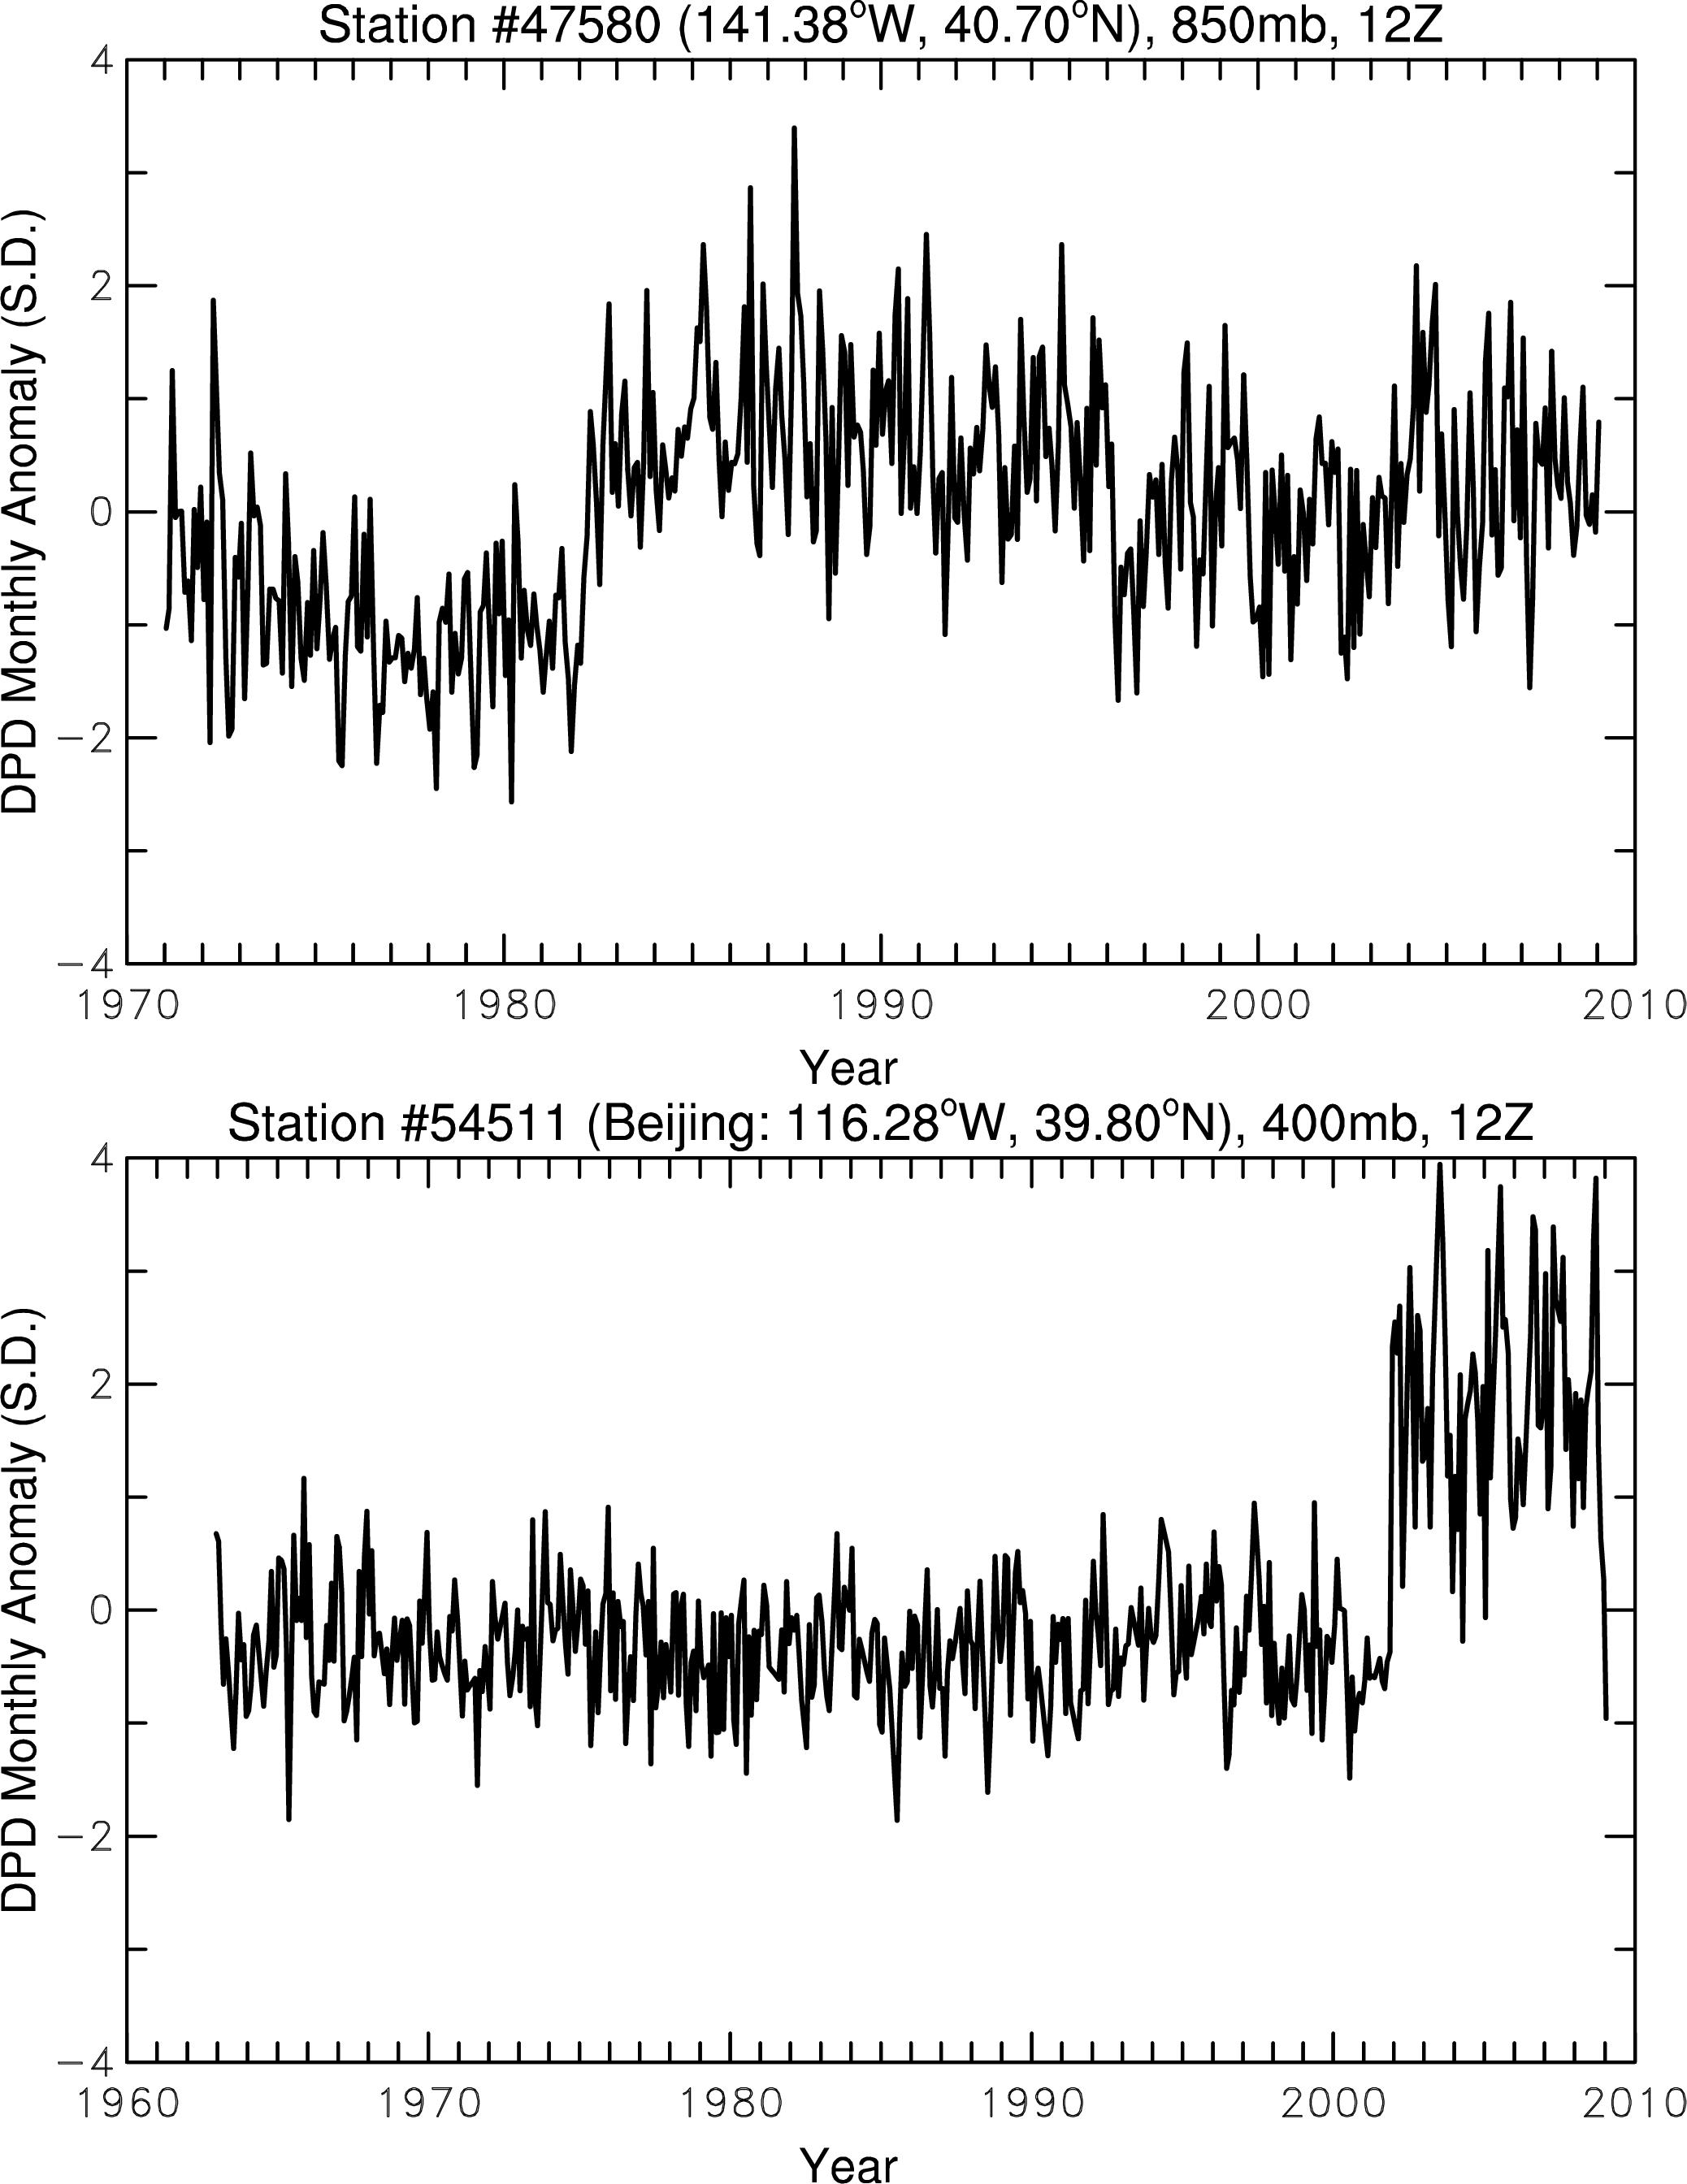 Station #47580 (141.38°W, 40.70°N), 850mb, 12Z
DPD Monthly Anomaly (S.D.)
4
2
0
−2
−4
1970 1980 1990 2000 2010
Year
Station #54511 (Beijing: 116.28°W, 39.80°N), 400mb, 12Z
DPD Monthly Anomaly (S.D.)
4
2
0
−2
−4
1960 1970 1980 1990 2000 2010
Year